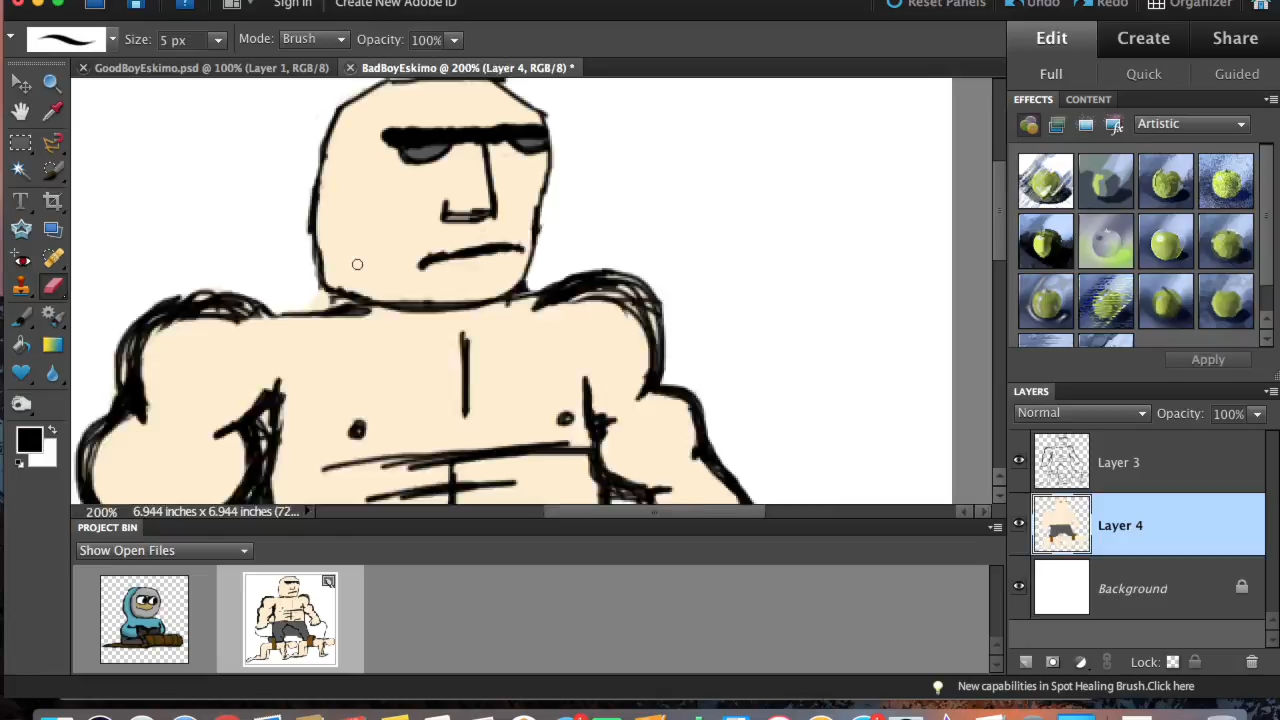 Sign In Create New Adobe ID Reset Panels Undo Redo Organizer
Size: 5 px Mode: Brush Opacity: 100%
Edit Create Share
GoodBoyEskimo.psd @ 100% (Layer 1, RGB/8) BadBoyEskimo @ 200% (Layer 4, RGB/8) *
Full Quick Guided
EFFECTS CONTENT
Artistic
Apply
LAYERS
Normal Opacity: 100%
Layer 3
Layer 4
Background
Lock:
200% 6.944 inches x 6.944 inches (72...
PROJECT BIN
Show Open Files
New capabilities in Spot Healing Brush.Click here